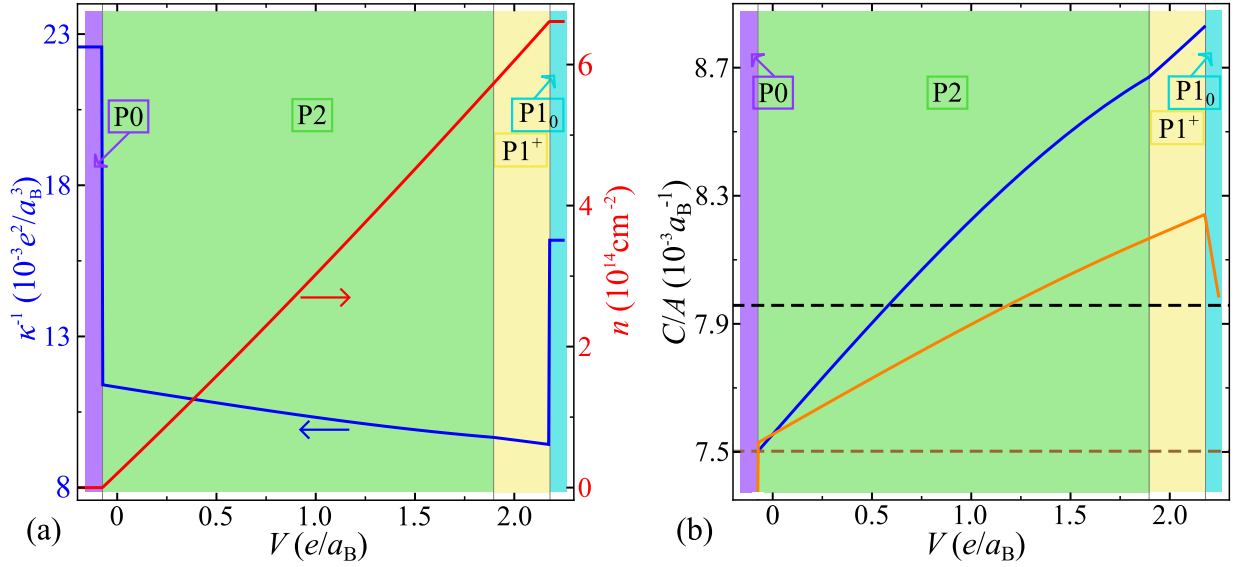 23
18
13
8
κ⁻¹ (10⁻³e²/a_B³)
P0
P2
P1₀
P1⁺
6
4
2
0
n (10¹⁴cm⁻²)
0
0.5
1.0
1.5
2.0
(a)
V (e/a_B)
8.7
8.3
7.9
7.5
C/A (10⁻³a_B⁻¹)
P0
P2
P1₀
P1⁺
0
0.5
1.0
1.5
2.0
(b)
V (e/a_B)